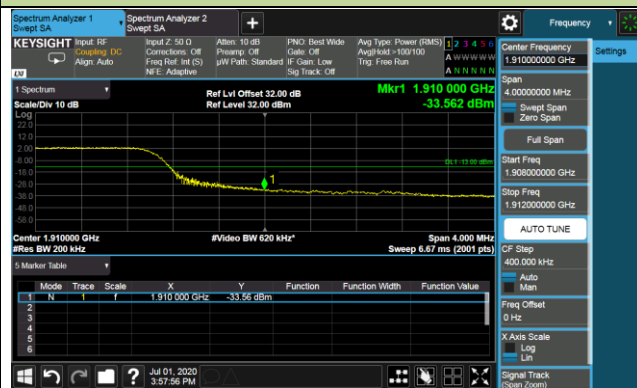 Spectrum Analyzer 1
Swept SA
Spectrum Analyzer 2
Swept SA
Frequency
KEYSIGHT
Input: RF
Coupling: DC
Align: Auto
Input Z: 50 Ω
Corrections: Off
Freq Ref: Int (S)
NFE: Adaptive
Atten: 10 dB
Preamp: Off
µW Path: Standard
PNO: Best Wide
Gate: Off
IF Gain: Low
Sig Track: Off
Avg Type: Power (RMS)
Avg|Hold >100/100
Trig: Free Run
1 2 3 4 5 6
A W W W W W
A N N N N N
LXI
1 Spectrum
Scale/Div 10 dB
Log
Ref Lvl Offset 32.00 dB
Ref Level 32.00 dBm
Mkr1 1.910 000 GHz
-33.562 dBm
22.0
12.0
2.00
-8.00
-18.0
-28.0
-38.0
-48.0
-58.0
DL1 -13.00 dBm
1
Center 1.910000 GHz
#Res BW 200 kHz
#Video BW 620 kHz*
Span 4.000 MHz
Sweep 6.67 ms (2001 pts)
5 Marker Table
Mode Trace Scale X Y Function Function Width Function Value
1 N 1 f 1.910 000 GHz -33.56 dBm
2
3
4
5
6
Center Frequency
1.910000000 GHz
Settings
Span
4.00000000 MHz
Swept Span
Zero Span
Full Span
Start Freq
1.908000000 GHz
Stop Freq
1.912000000 GHz
AUTO TUNE
CF Step
400.000 kHz
Auto
Man
Freq Offset
0 Hz
X Axis Scale
Log
Lin
Signal Track
(Span Zoom)
?
Jul 01, 2020
3:57:56 PM